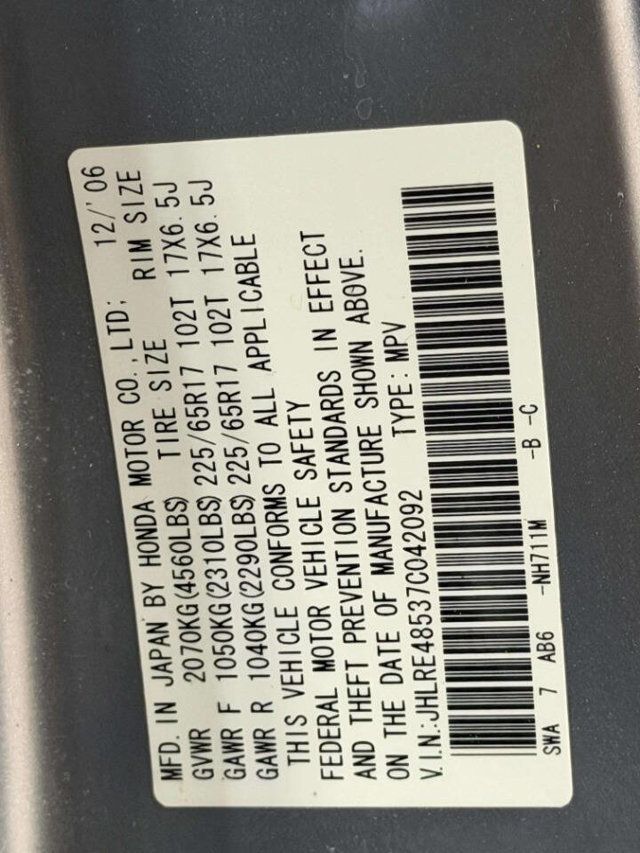 MFD. IN JAPAN BY HONDA MOTOR CO.,LTD; 12/'06
GVWR 2070KG(4560LBS) TIRE SIZE RIM SIZE
GAWR F 1050KG(2310LBS) 225/65R17 102T 17X6.5J
GAWR R 1040KG(2290LBS) 225/65R17 102T 17X6.5J
THIS VEHICLE CONFORMS TO ALL APPLICABLE
FEDERAL MOTOR VEHICLE SAFETY
AND THEFT PREVENTION STANDARDS IN EFFECT
ON THE DATE OF MANUFACTURE SHOWN ABOVE.
V.I.N.:JHLRE48537C042092 TYPE:MPV
SWA 7 AB6 -NH711M -B -C